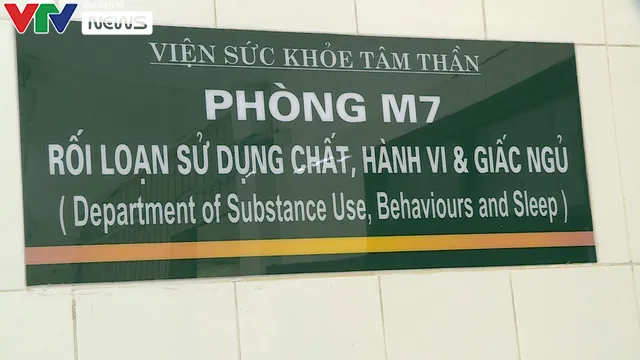 VTV NEWS
VIỆN SỨC KHỎE TÂM THẦN
PHÒNG M7
RỐI LOẠN SỬ DỤNG CHẤT, HÀNH VI & GIẤC NGỦ
( Department of Substance Use, Behaviours and Sleep )